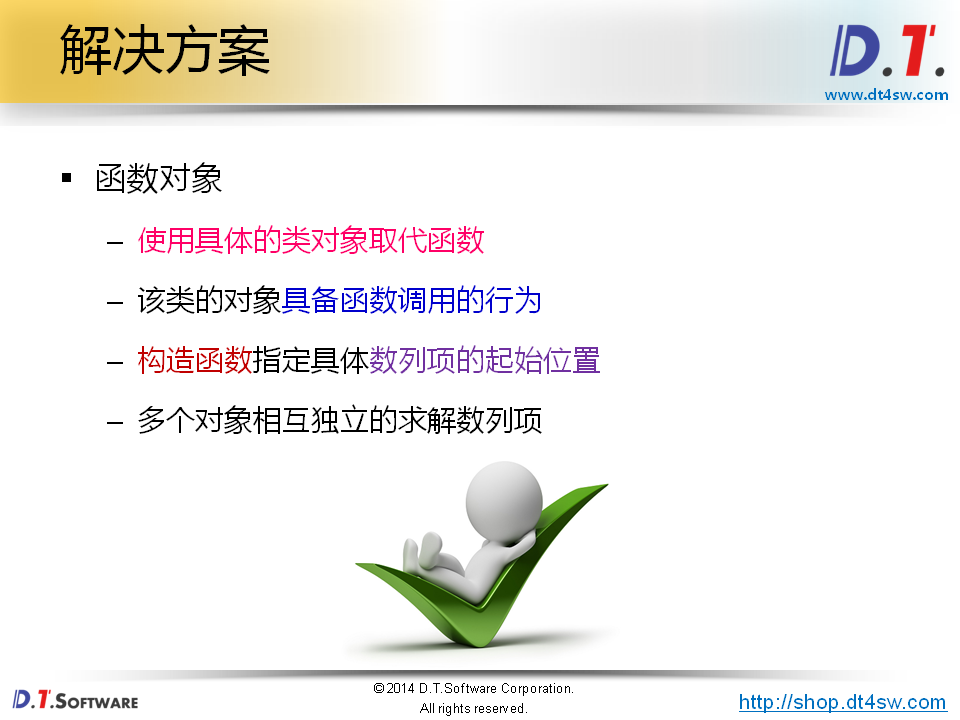 解决方案
D.T.
www.dt4sw.com
▪ 函数对象
– 使用具体的类对象取代函数
– 该类的对象具备函数调用的行为
– 构造函数指定具体数列项的起始位置
– 多个对象相互独立的求解数列项
D.T.SOFTWARE
©2014 D.T.Software Corporation.
All rights reserved.
http://shop.dt4sw.com